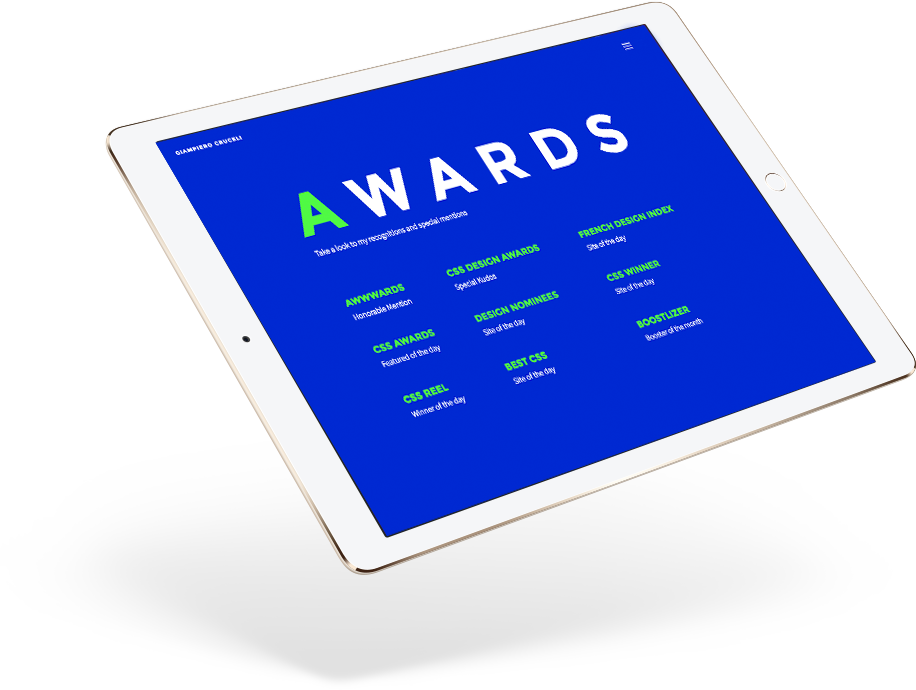 GIAMPIERO CRUCELI
AWARDS
Take a look to my recognitions and special mentions
AWWWARDS
Honorable Mention
CSS DESIGN AWARDS
Special Kudos
FRENCH DESIGN INDEX
Site of the day
CSS AWARDS
Featured of the day
DESIGN NOMINEES
Site of the day
CSS WINNER
Site of the day
CSS REEL
Winner of the day
BEST CSS
Site of the day
BOOSTLIZER
Booster of the month